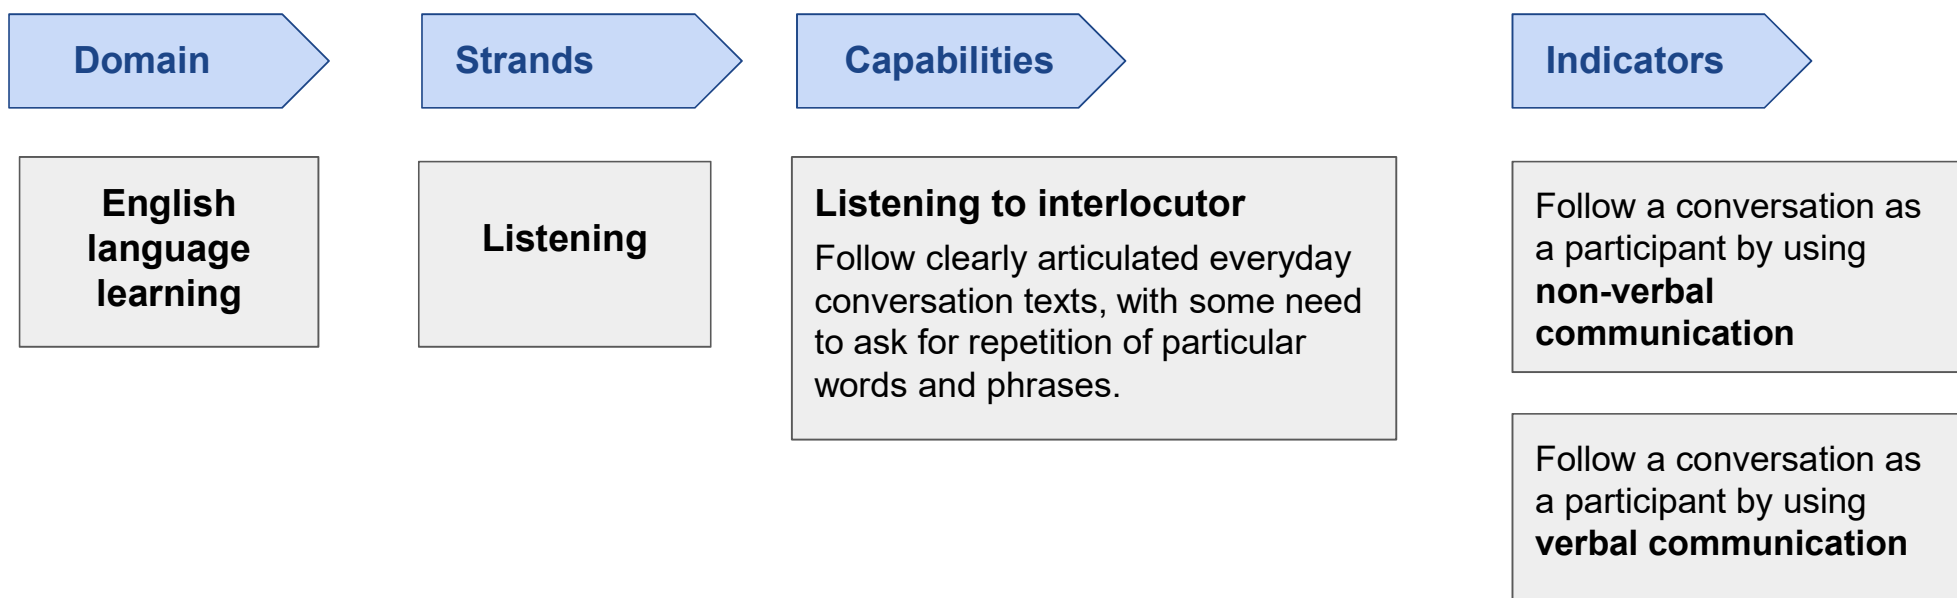 Domain
Strands
Capabilities
Indicators
English
language
learning
Listening
Listening to interlocutor
Follow clearly articulated everyday
conversation texts, with some need
to ask for repetition of particular
words and phrases.
Follow a conversation as
a participant by using
non-verbal
communication
Follow a conversation as
a participant by using
verbal communication